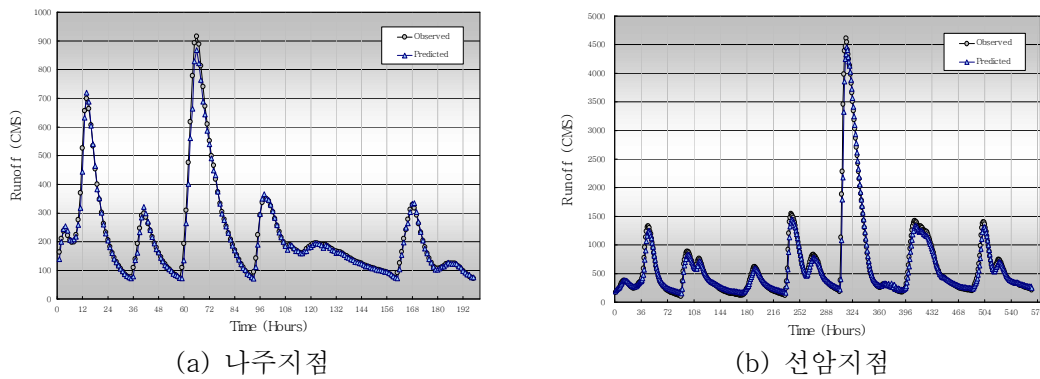 1000
900
800
700
600
500
400
300
200
100
0
Runoff (CMS)
Observed
Predicted
0 12 24 36 48 60 72 84 96 108 120 132 144 156 168 180 192
Time (Hours)
(a) 나주지점
5000
4500
4000
3500
3000
2500
2000
1500
1000
500
0
Runoff (CMS)
Observed
Predicted
0 36 72 108 144 180 216 252 288 324 360 396 432 468 504 540 57
Time (Hours)
(b) 선암지점